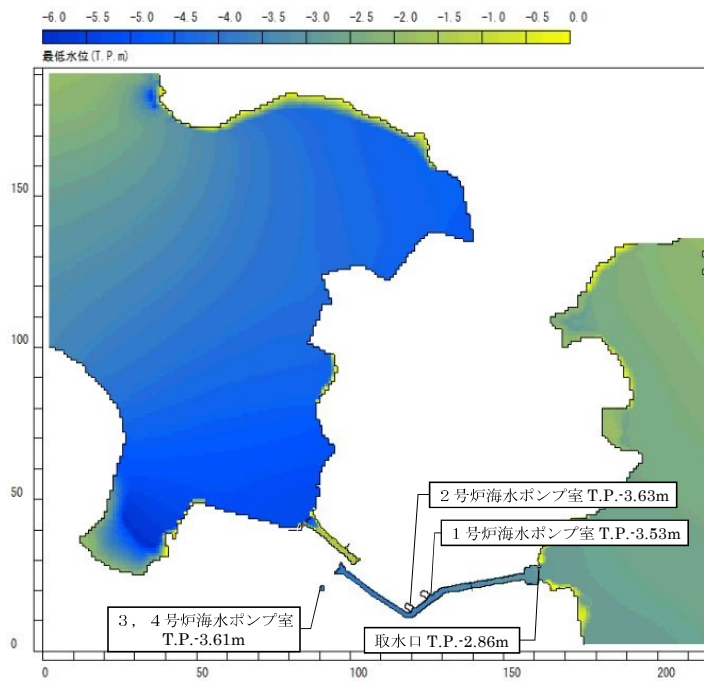 -6.0 -5.5 -5.0 -4.5 -4.0 -3.5 -3.0 -2.5 -2.0 -1.5 -1.0 -0.5 0.0
最低水位(T.P.m)
150
100
50
0
2号炉海水ポンプ室 T.P.-3.63m
1号炉海水ポンプ室 T.P.-3.53m
3，4号炉海水ポンプ室
T.P.-3.61m
取水口 T.P.-2.86m
0 50 100 150 200